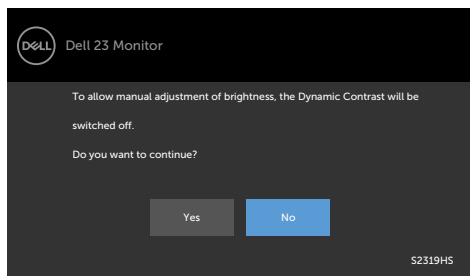 DELL
Dell 23 Monitor
To allow manual adjustment of brightness, the Dynamic Contrast will be
switched off.
Do you want to continue?
Yes
No
S2319HS